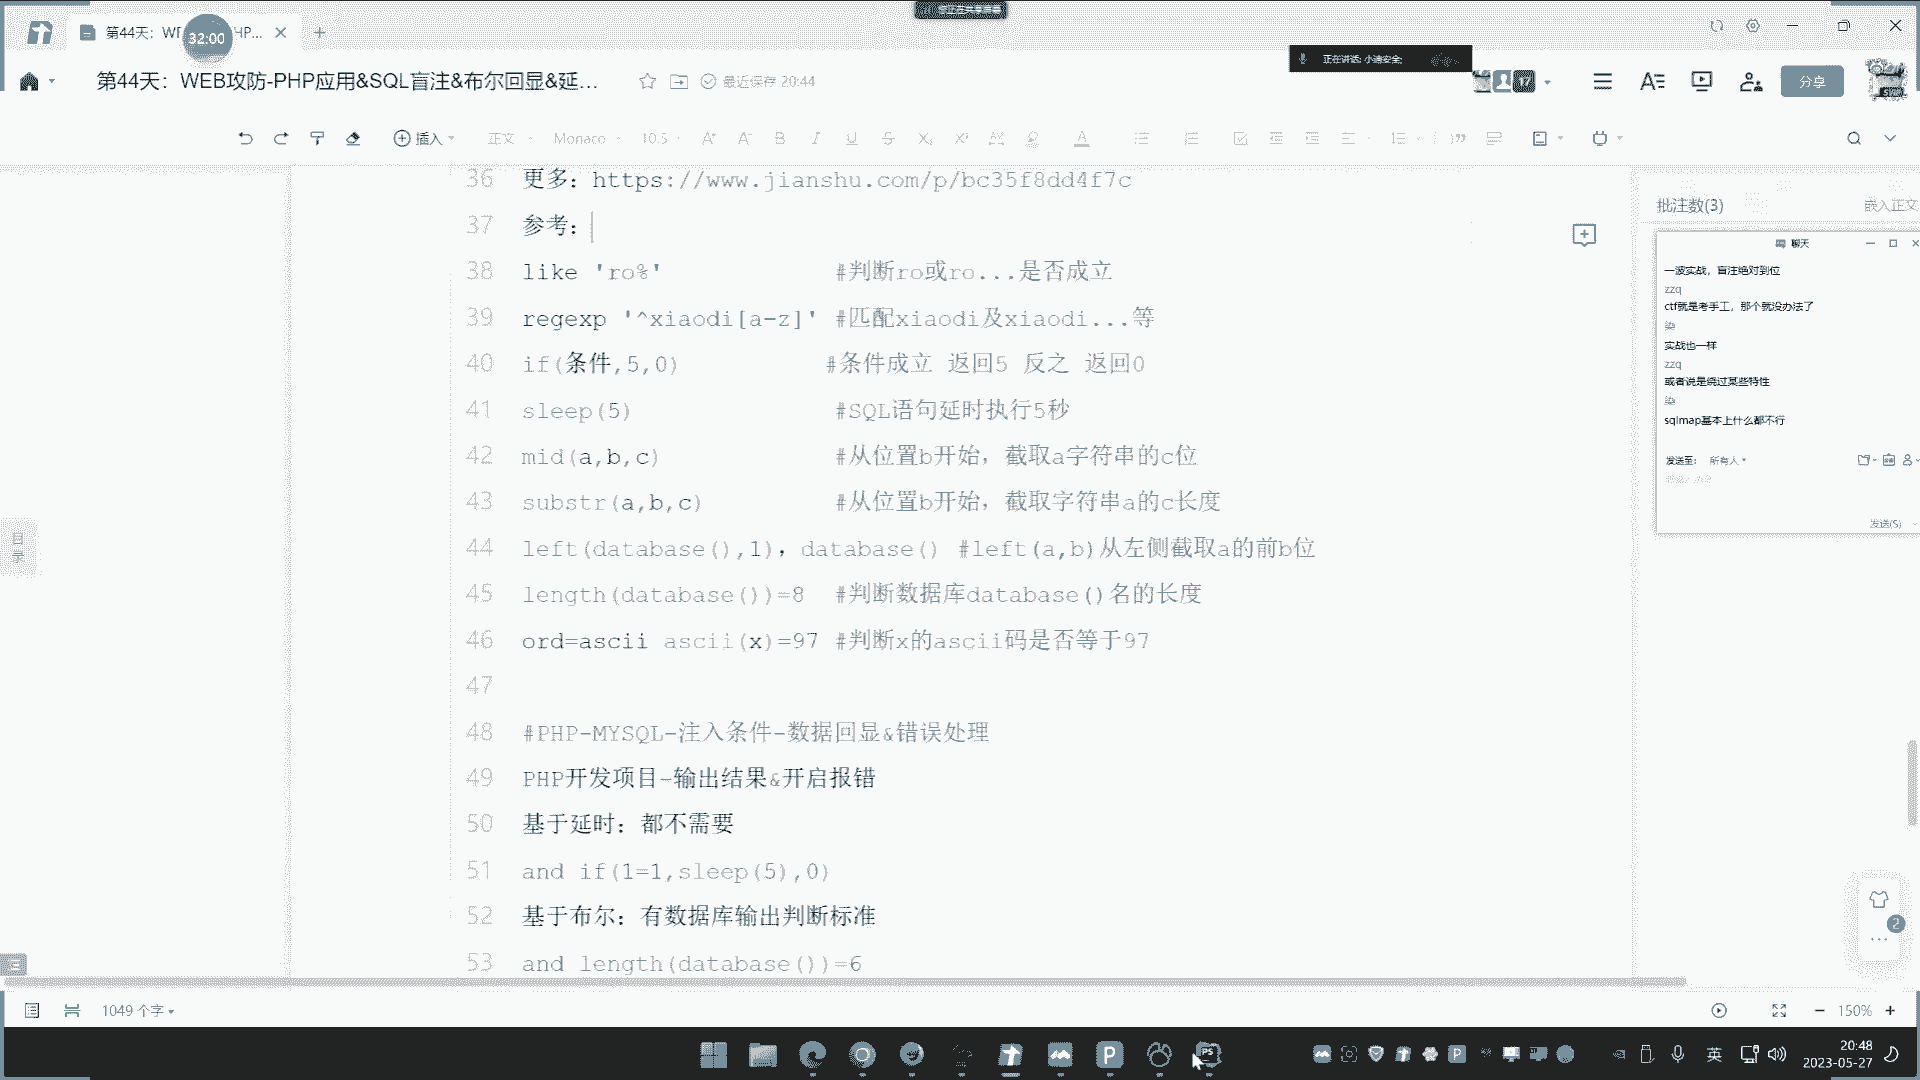 第44天：WE
HP...
32:00
正在讲话: 小迪安全;
第44天：WEB攻防-PHP应用&SQL盲注&布尔回显&延...
最近保存 20:44
17
分享
插入
正文
Monaco
10.5
36 更多：https://www.jianshu.com/p/bc35f8dd4f7c
37 参考：
38 like 'ro%' #判断ro或ro...是否成立
39 regexp '^xiaodi[a-z]' #匹配xiaodi及xiaodi...等
40 if(条件,5,0) #条件成立 返回5 反之 返回0
41 sleep(5) #SQL语句延时执行5秒
42 mid(a,b,c) #从位置b开始，截取a字符串的c位
43 substr(a,b,c) #从位置b开始，截取字符串a的c长度
44 left(database(),1)，database() #left(a,b)从左侧截取a的前b位
45 length(database())=8 #判断数据库database()名的长度
46 ord=ascii ascii(x)=97 #判断x的ascii码是否等于97
47
48 #PHP-MYSQL-注入条件-数据回显&错误处理
49 PHP开发项目-输出结果&开启报错
50 基于延时：都不需要
51 and if(1=1,sleep(5),0)
52 基于布尔：有数据库输出判断标准
53 and length(database())=6
目录
批注数(3)
嵌入正文
聊天
一波实战，盲注绝对到位
zzq
ctf就是考手工，那个就没办法了
染
实战也一样
zzq
或者说是绕过某些特性
染
sqlmap基本上什么都不行
发送至: 所有人
发送(S)
2
1049 个字
150%
英
20:48
2023-05-27